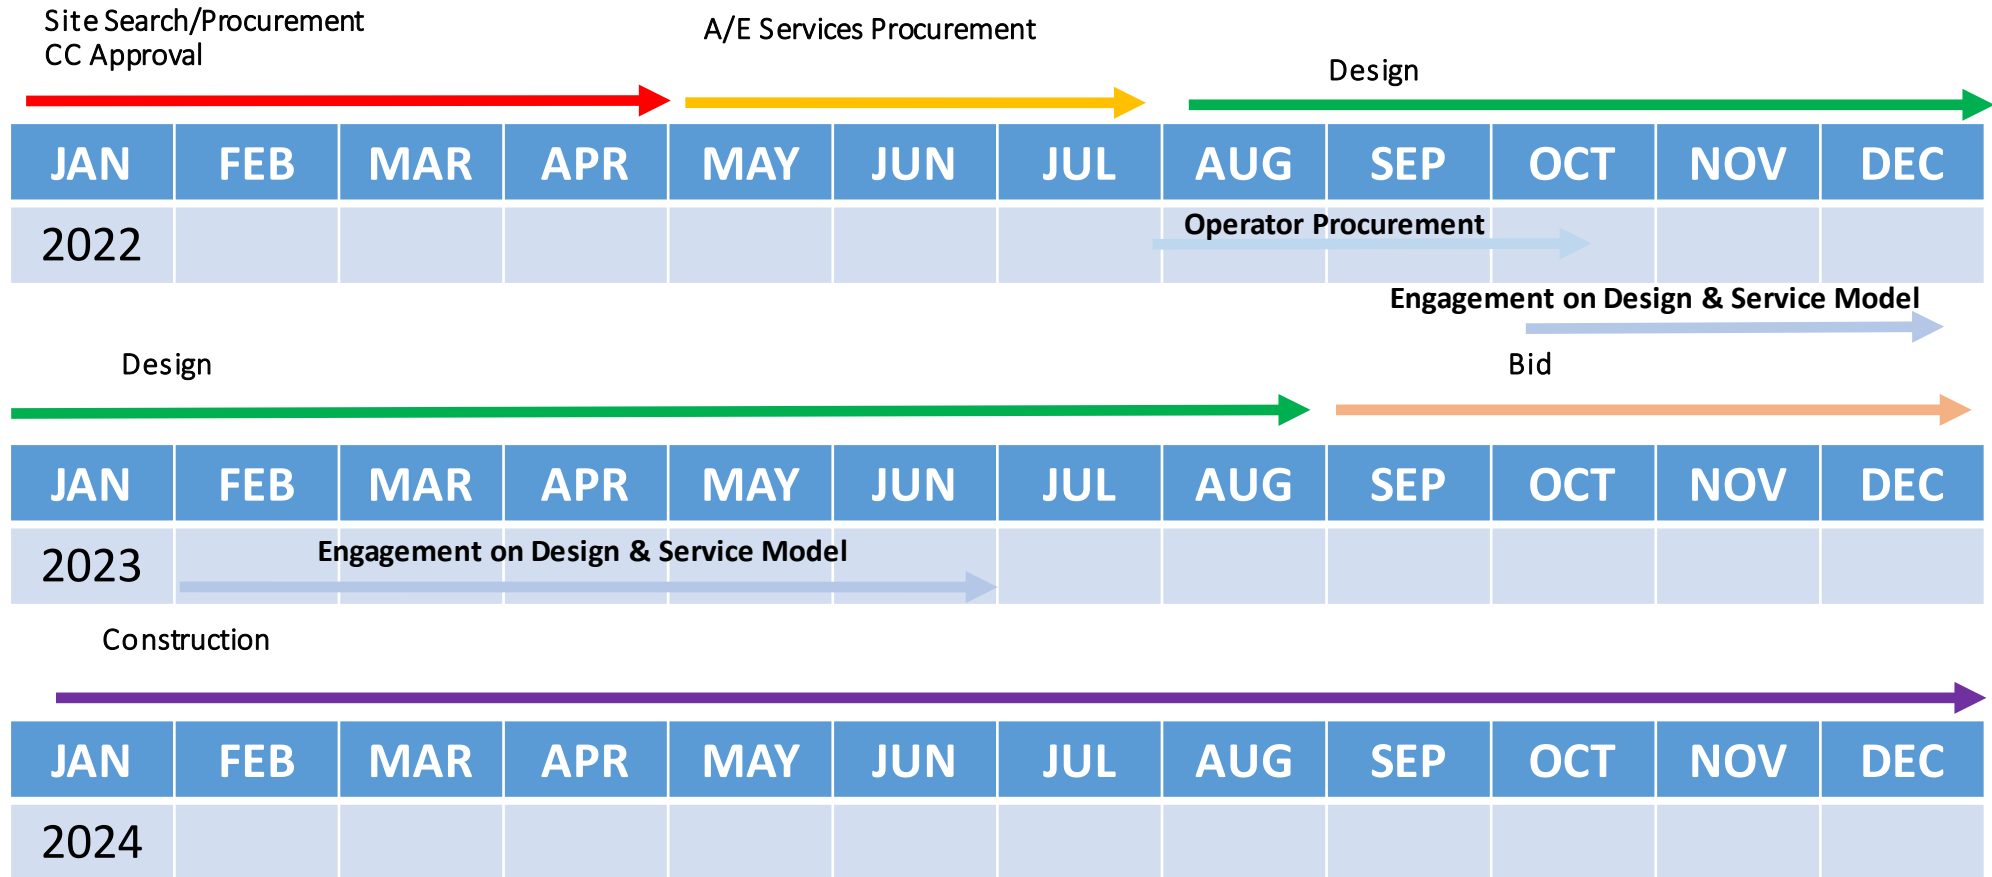 Site Search/Procurement
CC Approval
A/E Services Procurement
Design
JAN FEB MAR APR MAY JUN JUL AUG SEP OCT NOV DEC
2022
Operator Procurement
Engagement on Design & Service Model
Design
Bid
JAN FEB MAR APR MAY JUN JUL AUG SEP OCT NOV DEC
2023
Engagement on Design & Service Model
Construction
JAN FEB MAR APR MAY JUN JUL AUG SEP OCT NOV DEC
2024